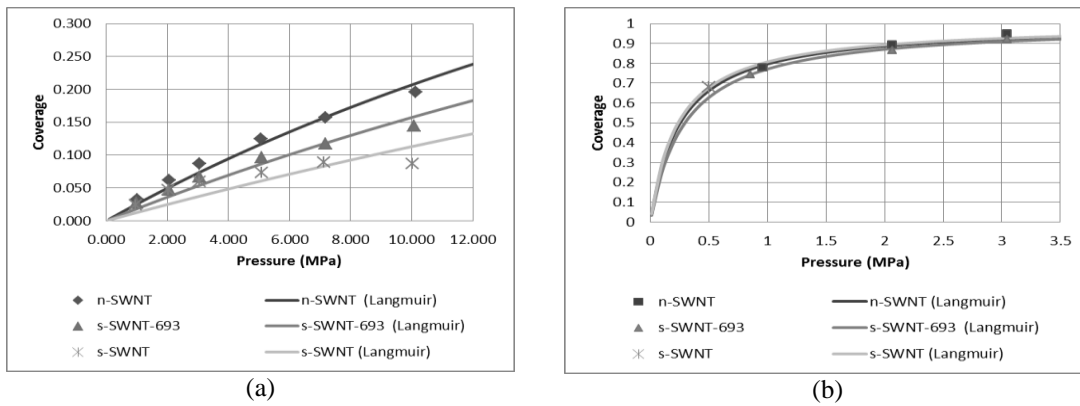 0.300
0.250
0.200
0.150
0.100
0.050
0.000
Coverage
0.000 2.000 4.000 6.000 8.000 10.000 12.000
Pressure (MPa)
n-SWNT n-SWNT (Langmuir)
s-SWNT-693 s-SWNT-693 (Langmuir)
s-SWNT s-SWNT (Langmuir)
(a)
1
0.9
0.8
0.7
0.6
0.5
0.4
0.3
0.2
0.1
0
Coverage
0 0.5 1 1.5 2 2.5 3 3.5
Pressure (MPa)
n-SWNT n-SWNT (Langmuir)
s-SWNT-693 s-SWNT-693 (Langmuir)
s-SWNT s-SWNT (Langmuir)
(b)